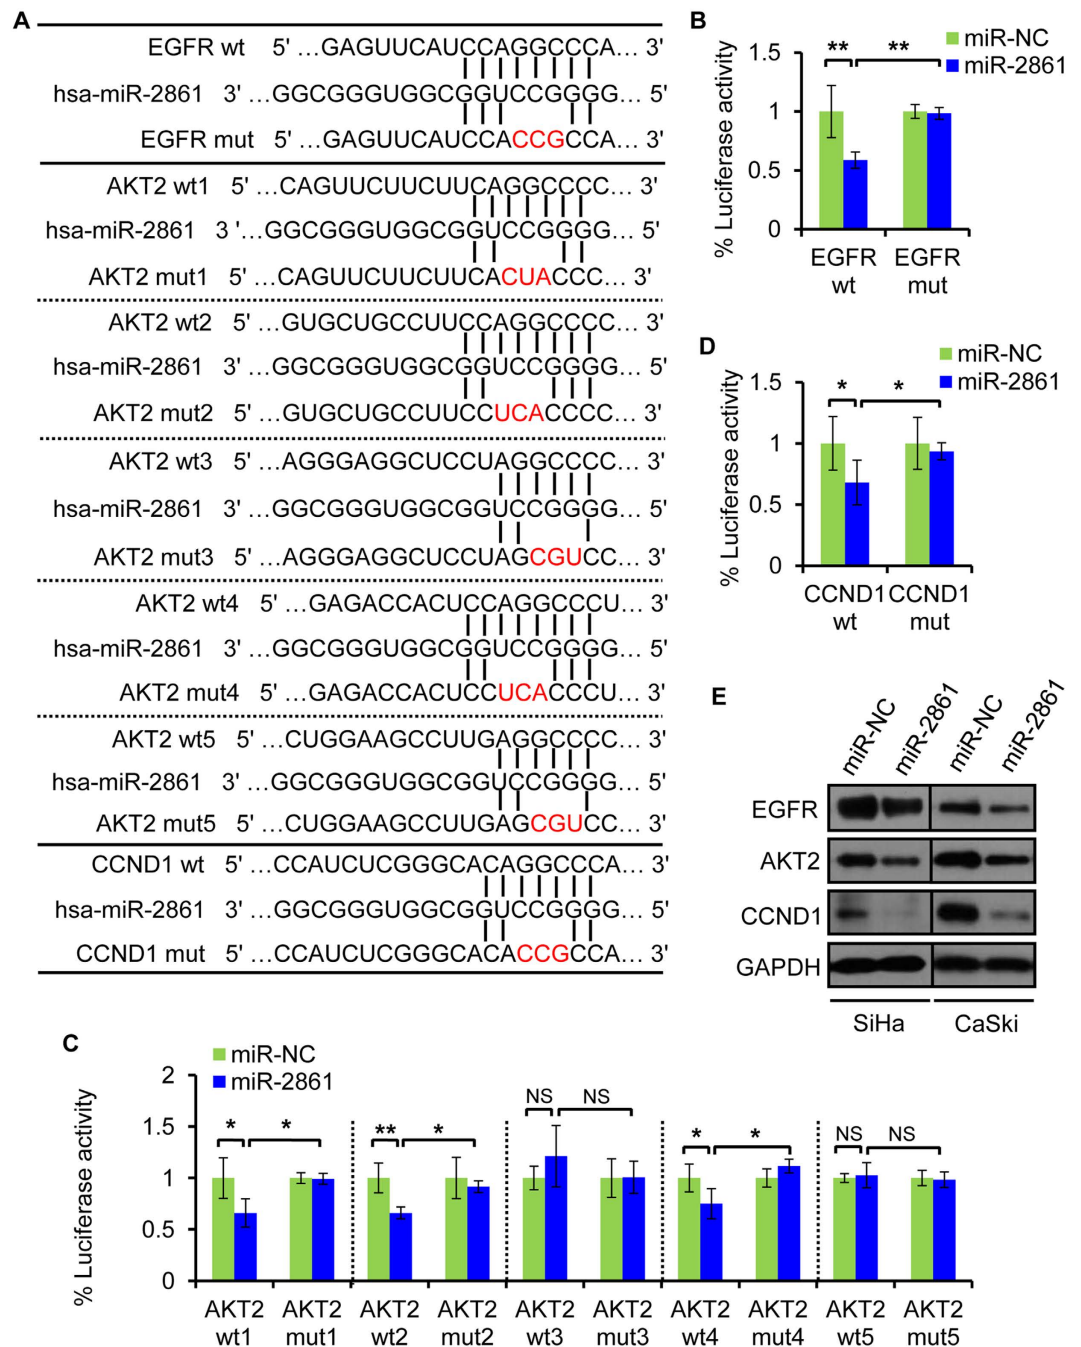 A
EGFR wt 5' ...GAGUUCAUCCAGGCCCA... 3'
hsa-miR-2861 3' ...GGCGGGUGGCGGUCCGGGG... 5'
EGFR mut 5' ...GAGUUCAUCCACCGCCA... 3'
AKT2 wt1 5' ...CAGUUCUUCUUCAGGCCCC... 3'
hsa-miR-2861 3 '...GGCGGGUGGCGGUCCGGGG... 5'
AKT2 mut1 5' ...CAGUUCUUCUUCACUACCC... 3'
AKT2 wt2 5' ...GUGCUGCCUUCCAGGCCCC... 3'
hsa-miR-2861 3' ...GGCGGGUGGCGGUCCGGGG... 5'
AKT2 mut2 5' ...GUGCUGCCUUCCUCACCCC... 3'
AKT2 wt3 5' ...AGGGAGGCUCCUAGGCCCC... 3'
hsa-miR-2861 3' ...GGCGGGUGGCGGUCCGGGG... 5'
AKT2 mut3 5' ...AGGGAGGCUCCUAGCGUCC... 3'
AKT2 wt4 5' ...GAGACCACUCCAGGCCCU... 3'
hsa-miR-2861 3' ...GGCGGGUGGCGGUCCGGGG... 5'
AKT2 mut4 5' ...GAGACCACUCCUCACCCU... 3'
AKT2 wt5 5' ...CUGGAAGCCUUGAGGCCCC... 3'
hsa-miR-2861 3' ...GGCGGGUGGCGGUCCGGGG... 5'
AKT2 mut5 5' ...CUGGAAGCCUUGAGCGUCC... 3'
CCND1 wt 5' ...CCAUCUCGGGCACAGGCCCA... 3'
hsa-miR-2861 3' ...GGCGGGUGGCGGUCCGGGG... 5'
CCND1 mut 5' ...CCAUCUCGGGCACACCGCCA... 3'
B
miR-NC
miR-2861
% Luciferase activity
1.5
1
0.5
0
** **
EGFR EGFR
wt mut
D
miR-NC
miR-2861
% Luciferase activity
1.5
1
0.5
0
* *
CCND1 CCND1
wt mut
E
miR-NC miR-2861 miR-NC miR-2861
EGFR
AKT2
CCND1
GAPDH
SiHa CaSki
C
miR-NC
miR-2861
% Luciferase activity
2
1.5
1
0.5
0
* * ** * NS NS * * NS NS
AKT2 AKT2 AKT2 AKT2 AKT2 AKT2 AKT2 AKT2 AKT2 AKT2
wt1 mut1 wt2 mut2 wt3 mut3 wt4 mut4 wt5 mut5